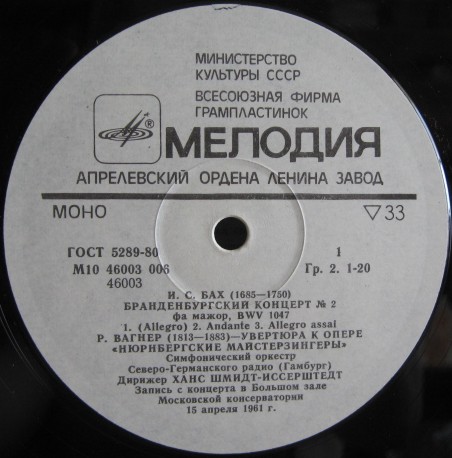 МИНИСТЕРСТВО
КУЛЬТУРЫ СССР
ВСЕСОЮЗНАЯ ФИРМА
ГРАМПЛАСТИНОК
® МЕЛОДИЯ
АПРЕЛЕВСКИЙ ОРДЕНА ЛЕНИНА ЗАВОД
МОНО ▽33
ГОСТ 5289-80 1
М10 46003 006 Гр. 2. 1-20
46003
И. С. БАХ (1685—1750)
БРАНДЕНБУРГСКИЙ КОНЦЕРТ № 2
фа мажор, BWV 1047
1. (Allegro) 2. Andante 3. Allegro assai
Р. ВАГНЕР (1813—1883)—УВЕРТЮРА К ОПЕРЕ
«НЮРНБЕРГСКИЕ МАЙСТЕРЗИНГЕРЫ»
Симфонический оркестр
Северо-Германского радио (Гамбург)
Дирижер ХАНС ШМИДТ-ИССЕРШТЕДТ
Запись с концерта в Большом зале
Московской консерватории
15 апреля 1961 г.